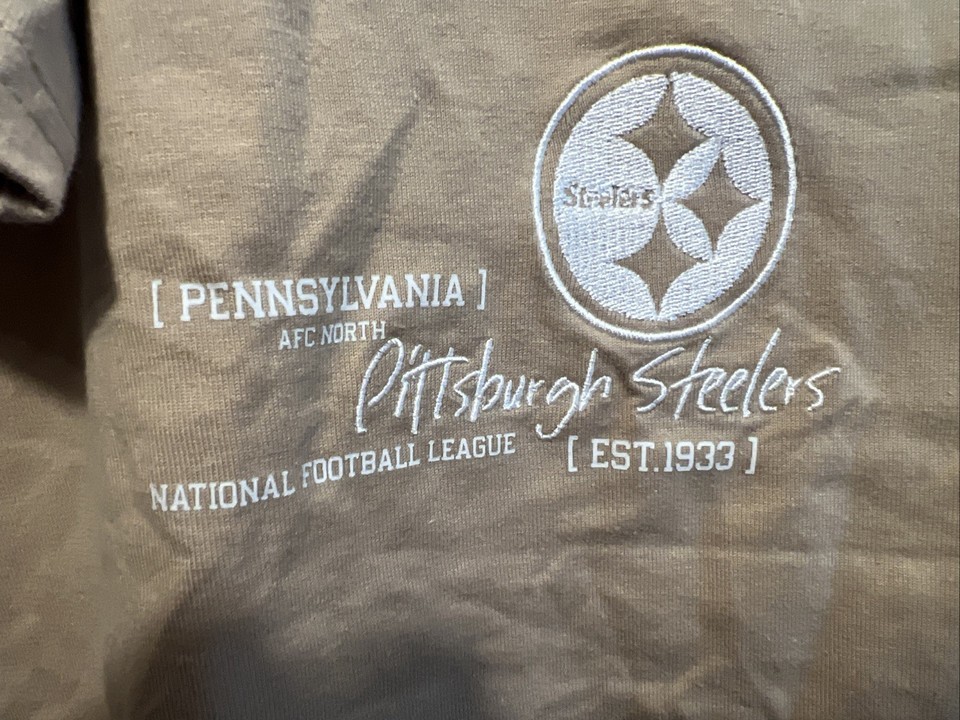 Steelers
[ PENNSYLVANIA ]
AFC NORTH
Pittsburgh Steelers
NATIONAL FOOTBALL LEAGUE
[ EST.1933 ]